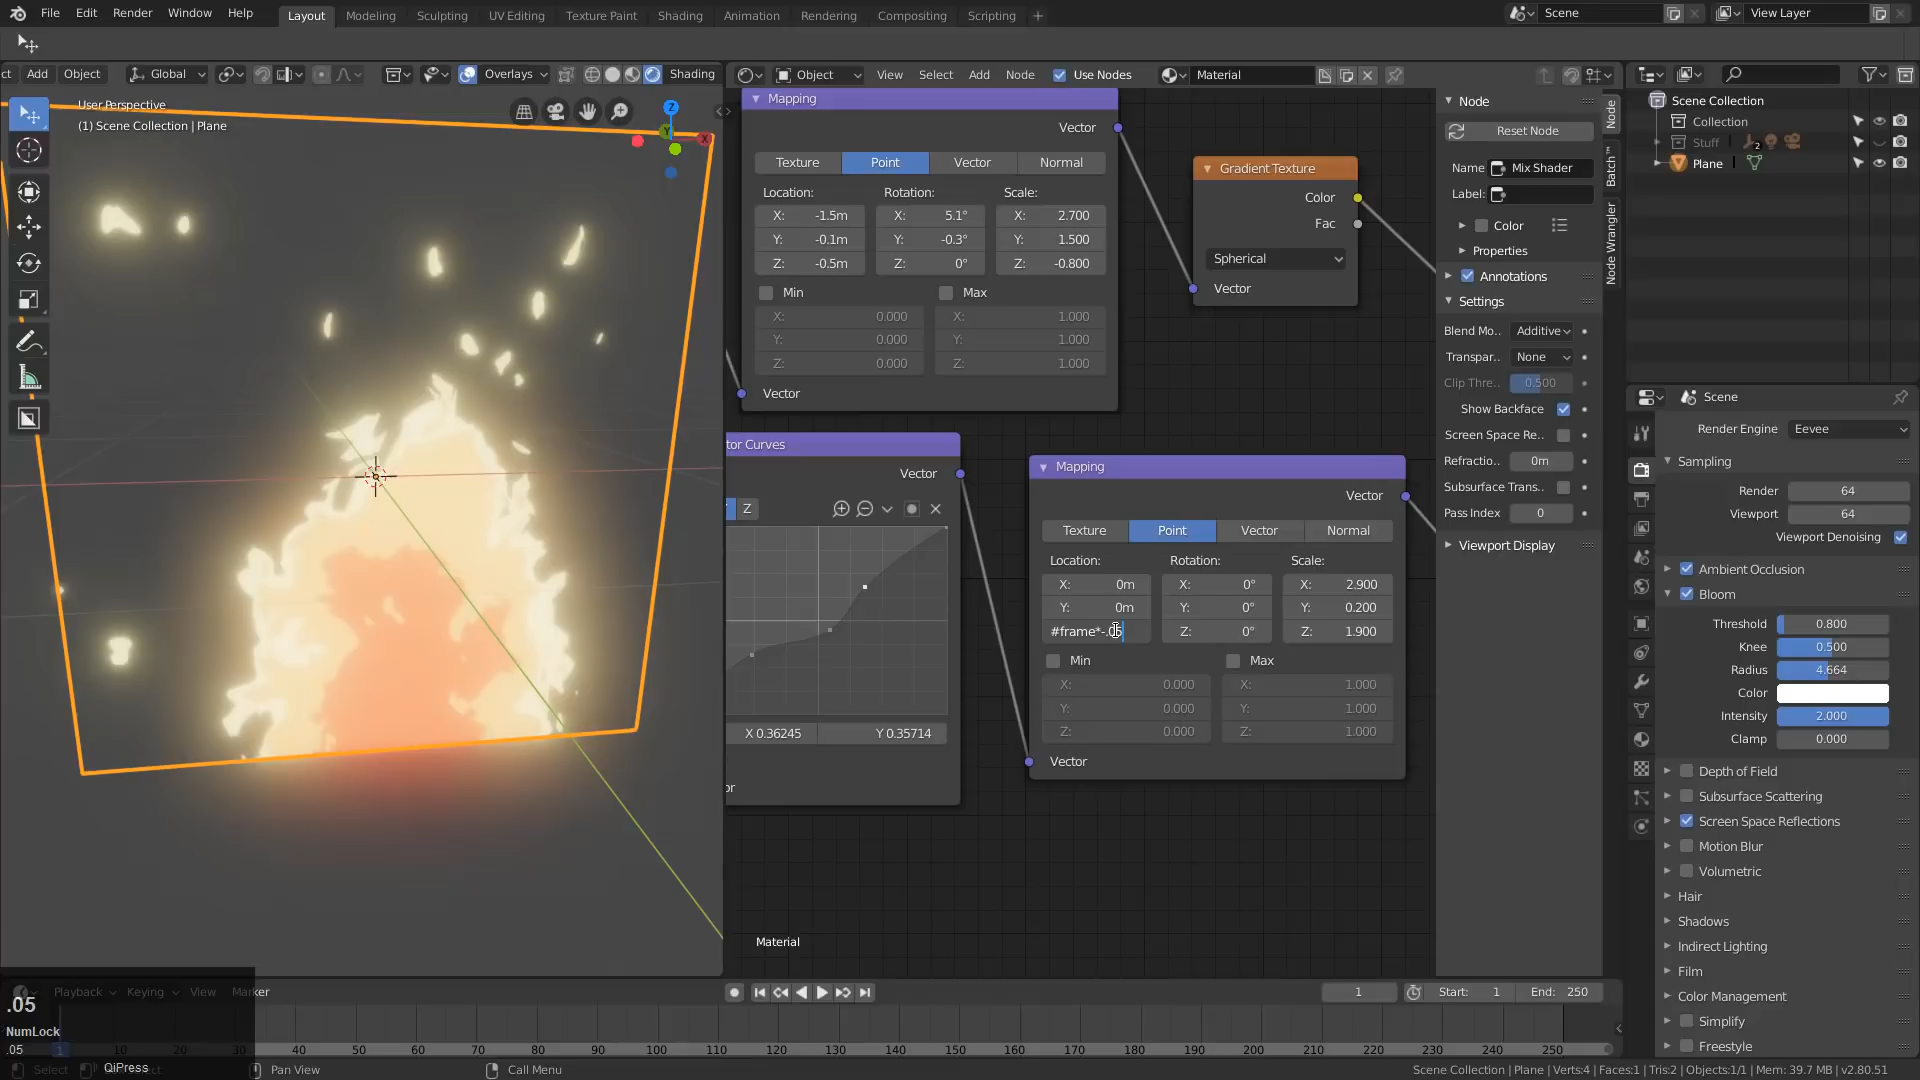 File Edit Render Window Help Layout Modeling Sculpting UV Editing Texture Paint Shading Animation Rendering Compositing Scripting + Scene View Layer
ct Add Object Global Overlays Shading Object View Select Add Node Use Nodes Material
User Perspective
(1) Scene Collection | Plane
Z
Y
X
Mapping
Vector
Texture Point Vector Normal
Location: Rotation: Scale:
X: -1.5m X: 5.1° X: 2.700
Y: -0.1m Y: -0.3° Y: 1.500
Z: -0.5m Z: 0° Z: -0.800
Min Max
X: 0.000 X: 1.000
Y: 0.000 Y: 1.000
Z: 0.000 Z: 1.000
Vector
Gradient Texture
Color
Fac
Spherical
Vector
tor Curves
Vector
Z
X 0.36245 Y 0.35714
or
Mapping
Vector
Texture Point Vector Normal
Location: Rotation: Scale:
X: 0m X: 0° X: 2.900
Y: 0m Y: 0° Y: 0.200
#frame*-.05 Z: 0° Z: 1.900
Min Max
X: 0.000 X: 1.000
Y: 0.000 Y: 1.000
Z: 0.000 Z: 1.000
Vector
Material
Node
Reset Node
Name Mix Shader
Label:
Color
Properties
Annotations
Settings
Blend Mo.. Additive
Transpar.. None
Clip Thre.. 0.500
Show Backface
Screen Space Re..
Refractio.. 0m
Subsurface Trans..
Pass Index 0
Viewport Display
Node
Batch
Node Wrangler
Scene Collection
Collection
Stuff 2
Plane
Scene
Render Engine Eevee
Sampling
Render 64
Viewport 64
Viewport Denoising
Ambient Occlusion
Bloom
Threshold 0.800
Knee 0.500
Radius 4.664
Color
Intensity 2.000
Clamp 0.000
Depth of Field
Subsurface Scattering
Screen Space Reflections
Motion Blur
Volumetric
Hair
Shadows
Indirect Lighting
Film
Color Management
Simplify
Freestyle
Playback Keying View Marker 1 Start: 1 End: 250
.05
NumLock
.05
1 10 20 30 40 50 60 70 80 90 100 110 120 130 140 150 160 170 180 190 200 210 220 230 240 250
Select QiPress Pan View Call Menu Scene Collection | Plane | Verts:4 | Faces:1 | Tris:2 | Objects:1/1 | Mem: 39.7 MB | v2.80.51